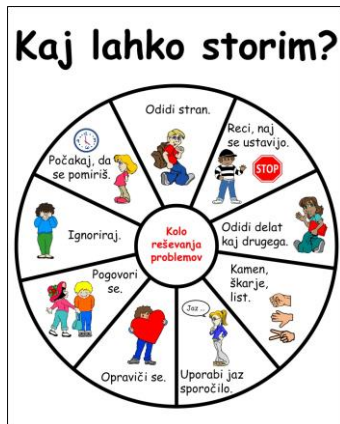 Kaj lahko storim?
Odidi stran.
Reci, naj
se ustavijo.
STOP
Odidi delat
kaj drugega.
Kamen,
škarje,
list.
Jaz ...
Uporabi jaz
sporočilo.
Opraviči se.
Pogovori
se.
Ignoriraj.
Počakaj, da
se pomiriš.
Kolo
reševanja
problemov